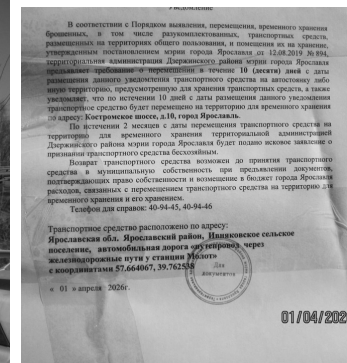 Уведомление
В соответствии с Порядком выявления, перемещения, временного хранения
брошенных, в том числе разукомплектованных, транспортных средств,
размещенных на территориях общего пользования, и помещения их на хранение,
утвержденным постановлением мэрии города Ярославля от 12.08.2019 № 894,
территориальная администрация Дзержинского района мэрии города Ярославля
предъявляет требование о перемещении в течение 10 (десяти) дней с даты
размещения данного уведомления транспортного средства на автостоянку либо
иную территорию, предусмотренную для хранения транспортных средств, а также
уведомляет, что по истечении 10 дней с даты размещения данного уведомления
транспортное средство будет перемещено на территорию для временного хранения
по адресу: Костромское шоссе, д.10, город Ярославль.
По истечении 2 месяцев с даты перемещения транспортного средства на
территорию для временного хранения территориальной администрацией
Дзержинского района мэрии города Ярославля будет подано исковое заявление о
признании транспортного средства бесхозяйным.
Возврат транспортного средства возможен до принятия транспортного
средства в муниципальную собственность при предъявлении документов,
подтверждающих право собственности и возмещение в бюджет города Ярославля
расходов, связанных с перемещением транспортного средства на территорию для
временного хранения и его хранением.
Телефон для справок: 40-94-45, 40-94-46
Транспортное средство расположено по адресу:
Ярославская обл. Ярославский район, Ивняковское сельское
поселение, автомобильная дорога «путепровод через
железнодорожные пути у станции Молот»
с координатами 57.664067, 39.762538
Для
документов
« 01 » апреля 2026г.
01/04/202